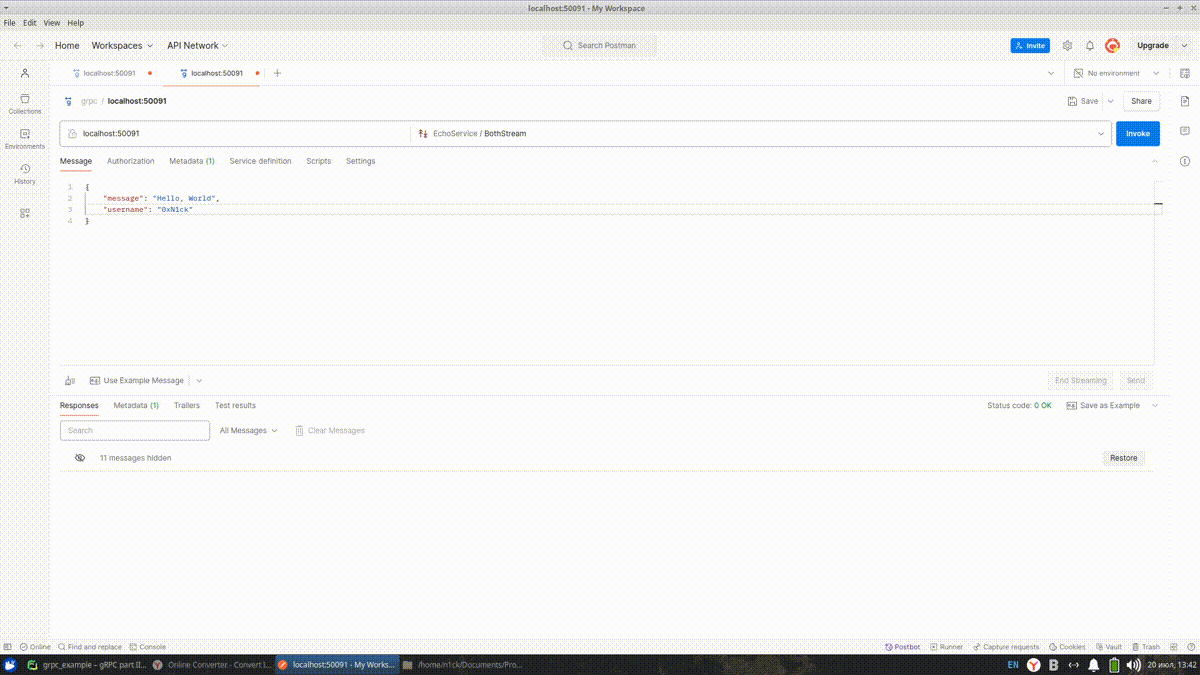 localhost:50091 - My Workspace
File Edit View Help
Home Workspaces API Network Search Postman Invite Upgrade
localhost:50091 localhost:50091 No environment
grpc / localhost:50091 Save Share
localhost:50091 EchoService / BothStream Invoke
Message Authorization Metadata (1) Service definition Scripts Settings
1 {
2 "message": "Hello, World",
3 "username": "0xN1ck"
4 }
Collections
Environments
History
Use Example Message End Streaming Send
Responses Metadata (1) Trailers Test results Status code: 0 OK Save as Example
Search All Messages Clear Messages
11 messages hidden Restore
Online Find and replace Console Postbot Runner Capture requests Cookies Vault Trash
grpc_example – gRPC part II... Online Converter - Convert I... localhost:50091 - My Works... /home/n1ck/Documents/Pro... EN 20 июл, 13:42